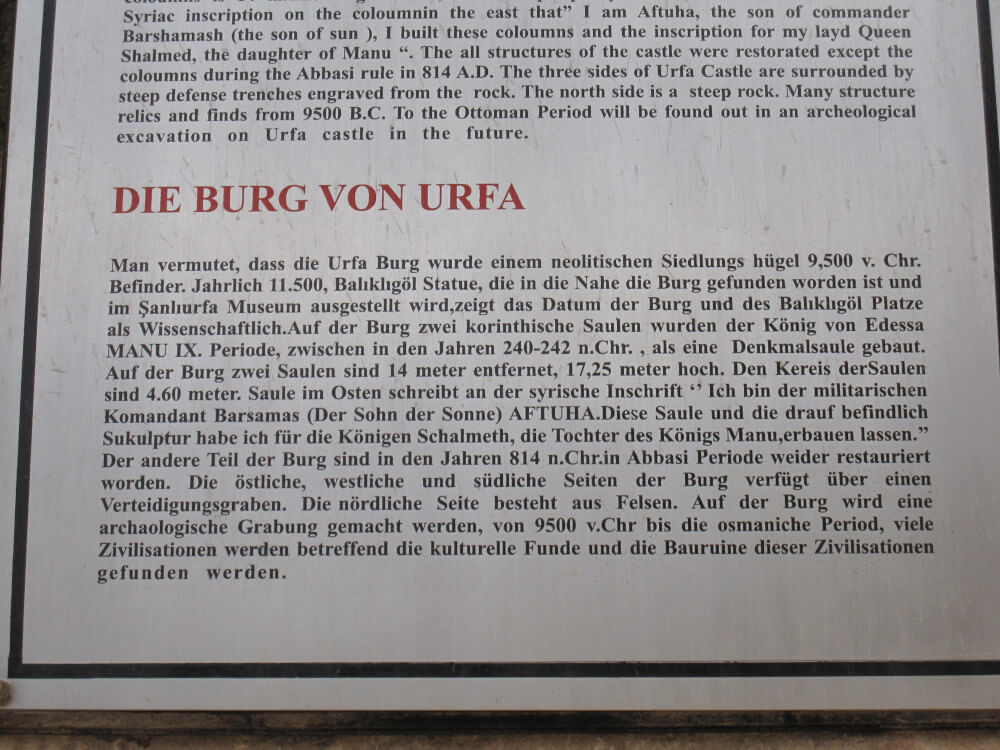 Syriac inscription on the coloumnin the east that” I am Aftuha, the son of commander
Barshamash (the son of sun ), I built these coloumns and the inscription for my layd Queen
Shalmed, the daughter of Manu “. The all structures of the castle were restorated except the
coloumns during the Abbasi rule in 814 A.D. The three sides of Urfa Castle are surrounded by
steep defense trenches engraved from the rock. The north side is a steep rock. Many structure
relics and finds from 9500 B.C. To the Ottoman Period will be found out in an archeological
excavation on Urfa castle in the future.
DIE BURG VON URFA
Man vermutet, dass die Urfa Burg wurde einem neolitischen Siedlungs hügel 9,500 v. Chr.
Befinder. Jahrlich 11.500, Balıklıgöl Statue, die in die Nahe die Burg gefunden worden ist und
im Şanlıurfa Museum ausgestellt wird,zeigt das Datum der Burg und des Balıklıgöl Platze
als Wissenschaftlich.Auf der Burg zwei korinthische Saulen wurden der König von Edessa
MANU IX. Periode, zwischen in den Jahren 240-242 n.Chr. , als eine Denkmalsaule gebaut.
Auf der Burg zwei Saulen sind 14 meter entfernet, 17,25 meter hoch. Den Kereis derSaulen
sind 4.60 meter. Saule im Osten schreibt an der syrische Inschrift ‘’ Ich bin der militarischen
Komandant Barsamas (Der Sohn der Sonne) AFTUHA.Diese Saule und die drauf befindlich
Sukulptur habe ich für die Königen Schalmeth, die Tochter des Königs Manu,erbauen lassen.”
Der andere Teil der Burg sind in den Jahren 814 n.Chr.in Abbasi Periode weider restauriert
worden. Die östliche, westliche und südliche Seiten der Burg verfügt über einen
Verteidigungsgraben. Die nördliche Seite besteht aus Felsen. Auf der Burg wird eine
archaologische Grabung gemacht werden, von 9500 v.Chr bis die osmaniche Period, viele
Zivilisationen werden betreffend die kulturelle Funde und die Bauruine dieser Zivilisationen
gefunden werden.